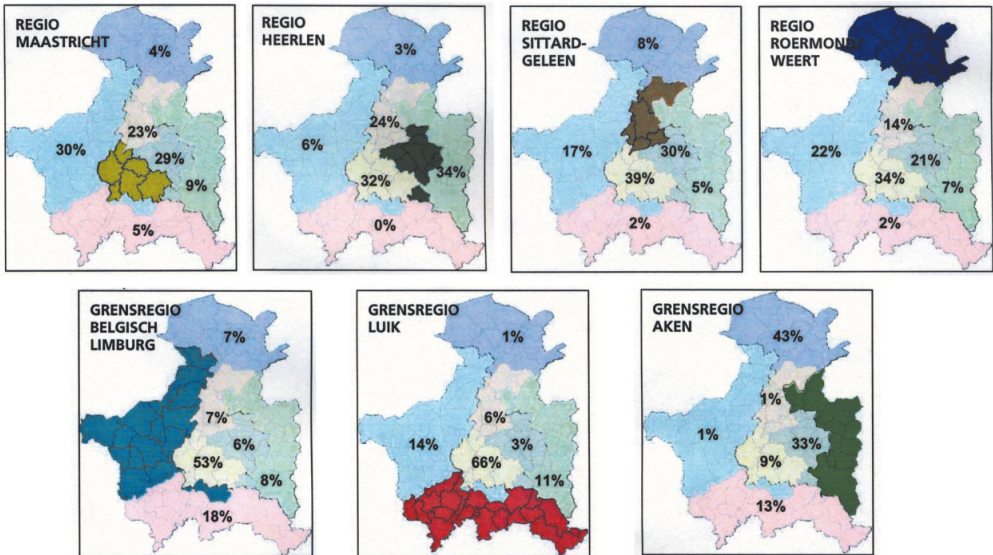 REGIO
MAASTRICHT
4%
23%
30%
29%
9%
5%
REGIO
HEERLEN
3%
24%
6%
34%
32%
0%
REGIO
SITTARD-
GELEEN
8%
17%
30%
39%
5%
2%
REGIO
ROERMOND/
WEERT
14%
22%
21%
34%
7%
2%
GRENSREGIO
BELGISCH
LIMBURG
7%
7%
6%
53%
8%
18%
GRENSREGIO
LUIK
1%
6%
14%
3%
66%
11%
GRENSREGIO
AKEN
43%
1%
1%
33%
9%
13%